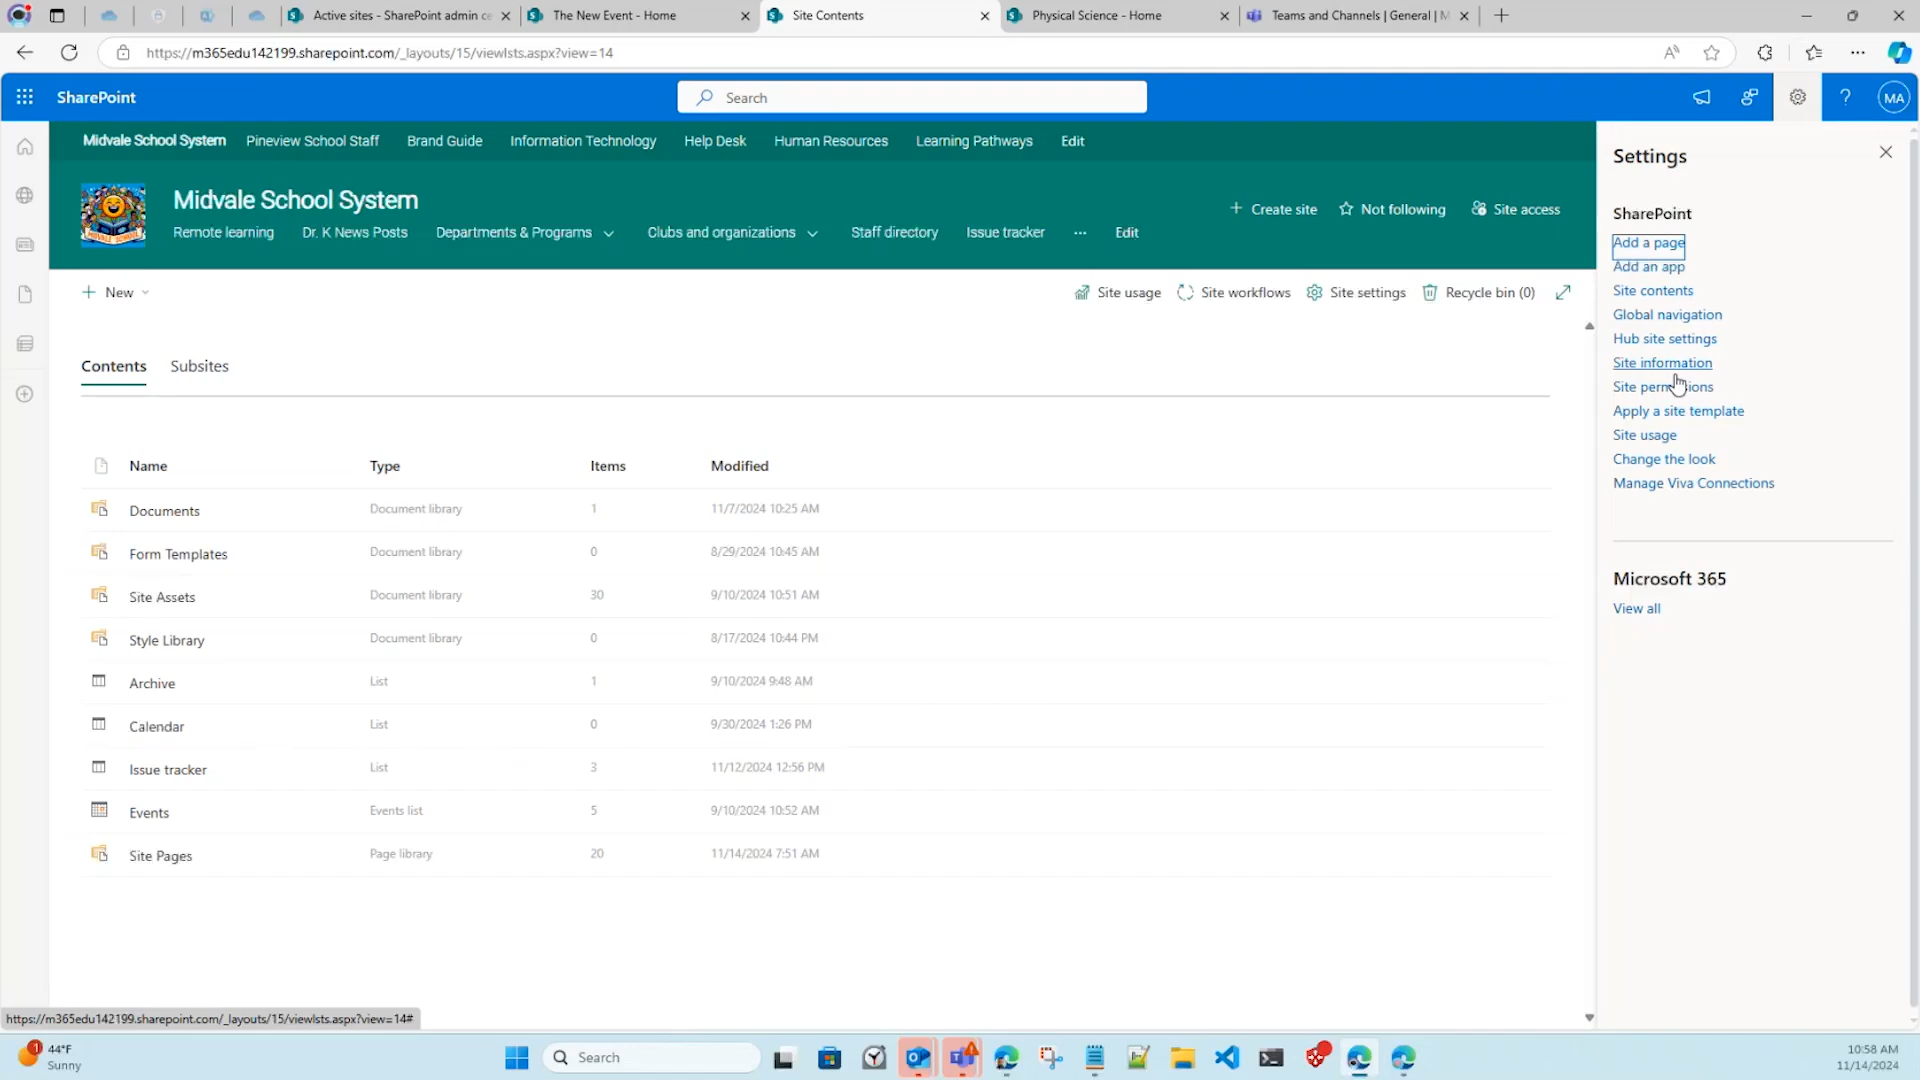 Active sites - SharePoint admin ce
The New Event - Home
Site Contents
Physical Science - Home
Teams and Channels | General | M
https://m365edu142199.sharepoint.com/_layouts/15/viewlsts.aspx?view=14
SharePoint
Search
MA
Midvale School System
Pineview School Staff
Brand Guide
Information Technology
Help Desk
Human Resources
Learning Pathways
Edit
Midvale School System
Create site
Not following
Site access
Remote learning
Dr. K News Posts
Departments & Programs
Clubs and organizations
Staff directory
Issue tracker
...
Edit
New
Site usage
Site workflows
Site settings
Recycle bin (0)
Contents
Subsites
Name Type Items Modified
Documents Document library 1 11/7/2024 10:25 AM
Form Templates Document library 0 8/29/2024 10:45 AM
Site Assets Document library 30 9/10/2024 10:51 AM
Style Library Document library 0 8/17/2024 10:44 PM
Archive List 1 9/10/2024 9:48 AM
Calendar List 0 9/30/2024 1:26 PM
Issue tracker List 3 11/12/2024 12:56 PM
Events Events list 5 9/10/2024 10:52 AM
Site Pages Page library 20 11/14/2024 7:51 AM
Settings
SharePoint
Add a page
Add an app
Site contents
Global navigation
Hub site settings
Site information
Site permissions
Apply a site template
Site usage
Change the look
Manage Viva Connections
Microsoft 365
View all
https://m365edu142199.sharepoint.com/_layouts/15/viewlsts.aspx?view=14#
1
44°F
Sunny
Search
10:58 AM
11/14/2024